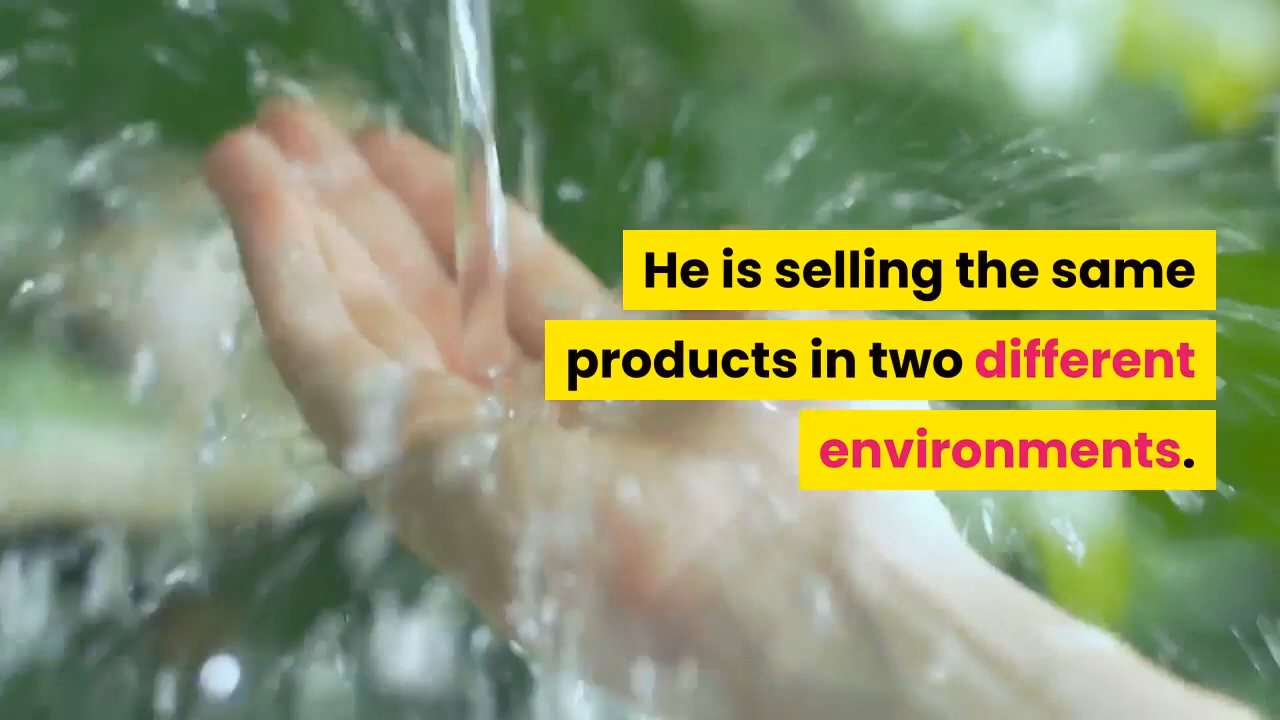 He is selling the same
products in two different
environments.